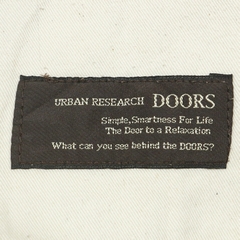 URBAN RESEARCH DOORS
Simple,Smartness For Life
The Door to a Relaxation
What can you see behind the DOORS?